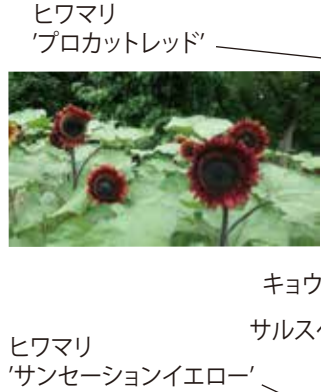 ヒワマリ
'プロカットレッド'
キョウ
サルスベ
ヒワマリ
'サンセーションイエロー'